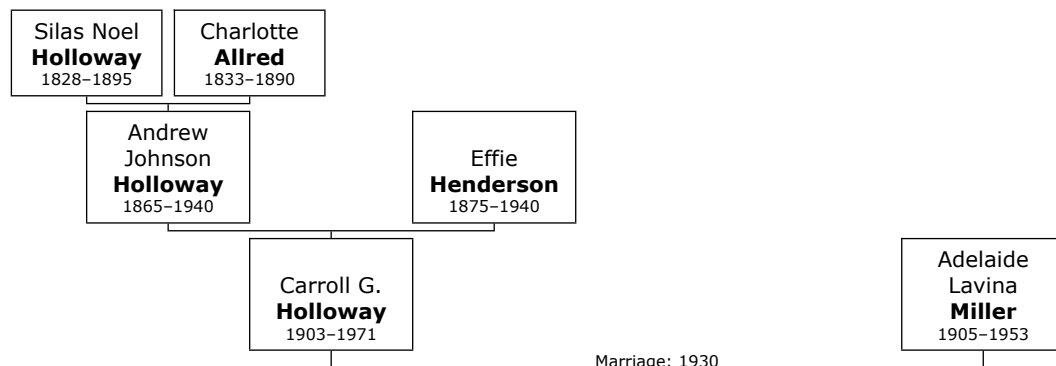 Silas Noel
Holloway
1828–1895
Charlotte
Allred
1833–1890
Andrew
Johnson
Holloway
1865–1940
Effie
Henderson
1875–1940
Carroll G.
Holloway
1903–1971
Adelaide
Lavina
Miller
1905–1953
Marriage: 1930